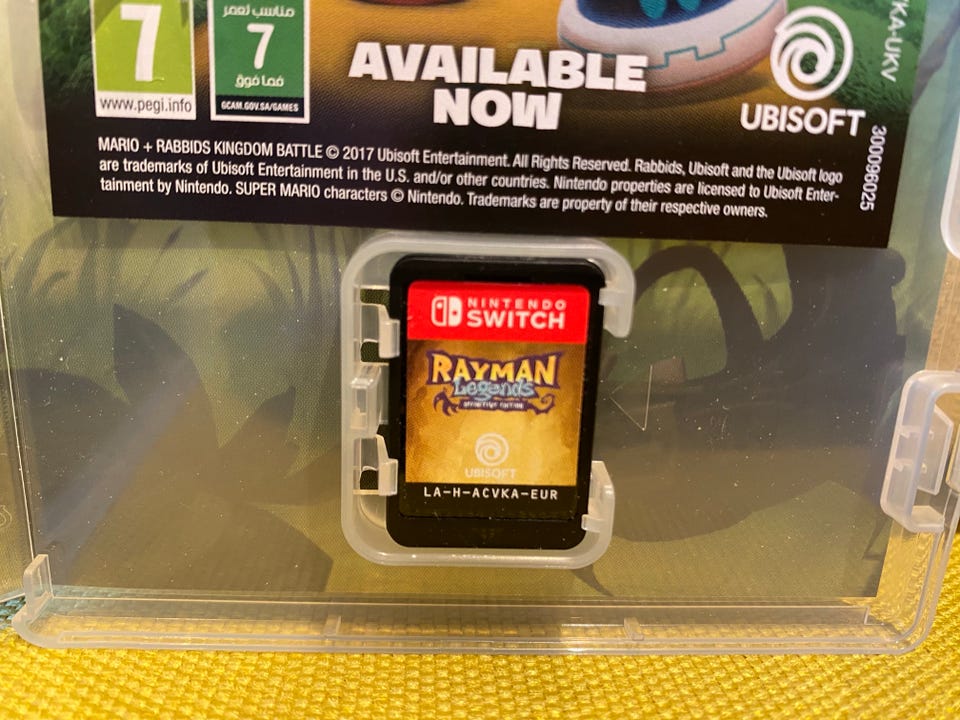 مناسب لعمر
7
7
فما فوق
www.pegi.info
GCAM.GOV.SA/GAMES
AVAILABLE
NOW
UBISOFT
KA-UKV
300096025
MARIO + RABBIDS KINGDOM BATTLE © 2017 Ubisoft Entertainment. All Rights Reserved. Rabbids, Ubisoft and the Ubisoft logo
are trademarks of Ubisoft Entertainment in the U.S. and/or other countries. Nintendo properties are licensed to Ubisoft Enter-
tainment by Nintendo. SUPER MARIO characters © Nintendo. Trademarks are property of their respective owners.
NINTENDO
SWITCH
RAYMAN
Legends
DEFINITIVE EDITION
UBISOFT
LA-H-ACVKA-EUR